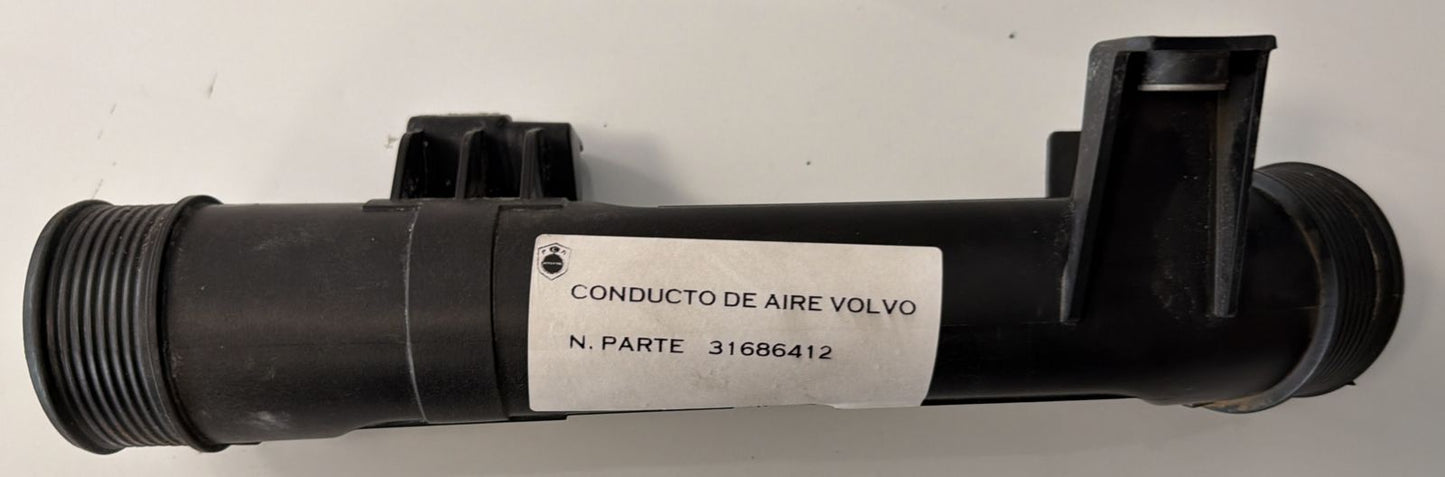 CONDUCTO DE AIRE VOLVO
N. PARTE 31686412